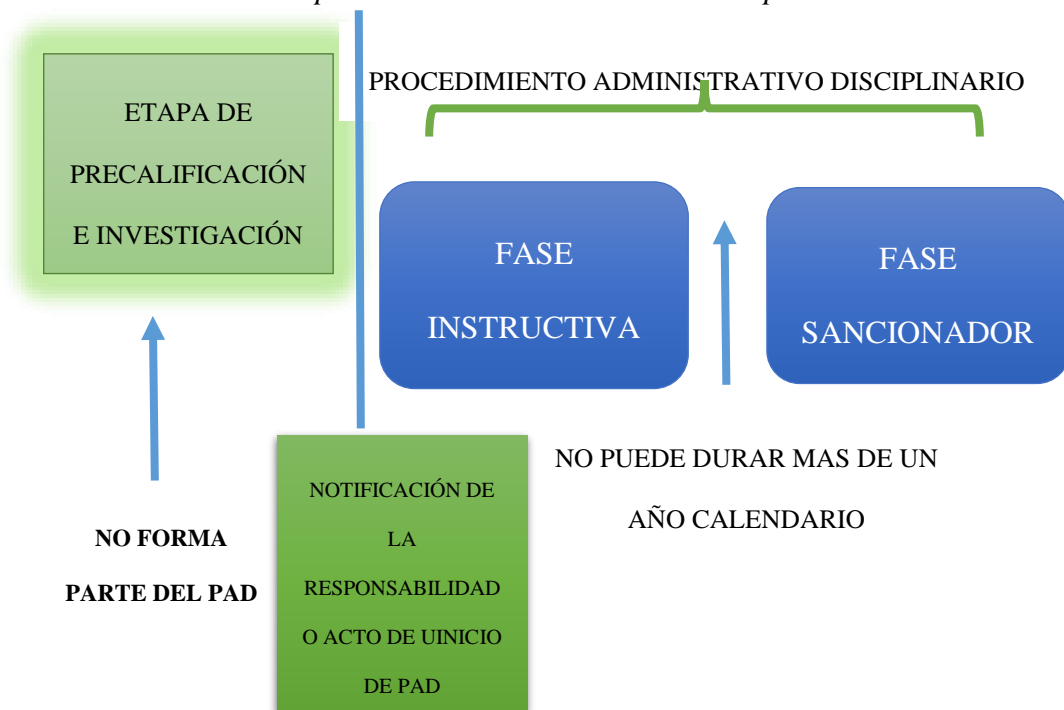 PROCEDIMIENTO ADMINISTRATIVO DISCIPLINARIO
ETAPA DE
PRECALIFICACIÓN
E INVESTIGACIÓN
FASE
INSTRUCTIVA
FASE
SANCIONADOR
NO FORMA
PARTE DEL PAD
NOTIFICACIÓN DE
LA
RESPONSABILIDAD
O ACTO DE UINICIO
DE PAD
NO PUEDE DURAR MAS DE UN
AÑO CALENDARIO